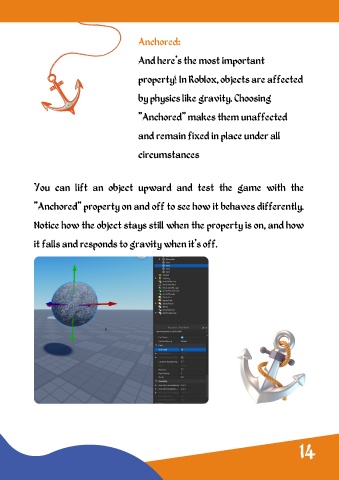 Anchored:
And here's the most important
property! In Roblox, objects are affected
by physics like gravity. Choosing
"Anchored" makes them unaffected
and remain fixed in place under all
circumstances
You can lift an object upward and test the game with the
"Anchored" property on and off to see how it behaves differently.
Notice how the object stays still when the property is on, and how
it falls and responds to gravity when it's off.
14